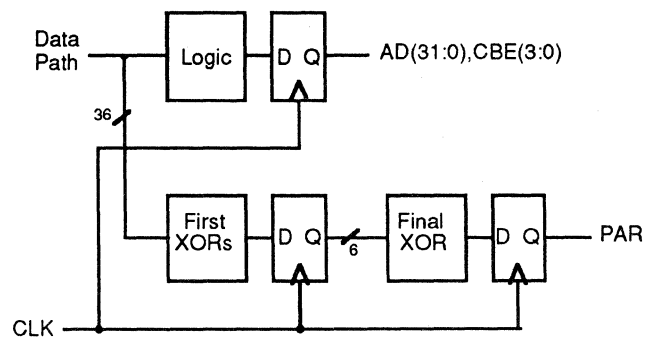 Data
Path
Logic
D Q
AD(31:0),CBE(3:0)
36
First
XORs
D Q
6
Final
XOR
D Q
PAR
CLK